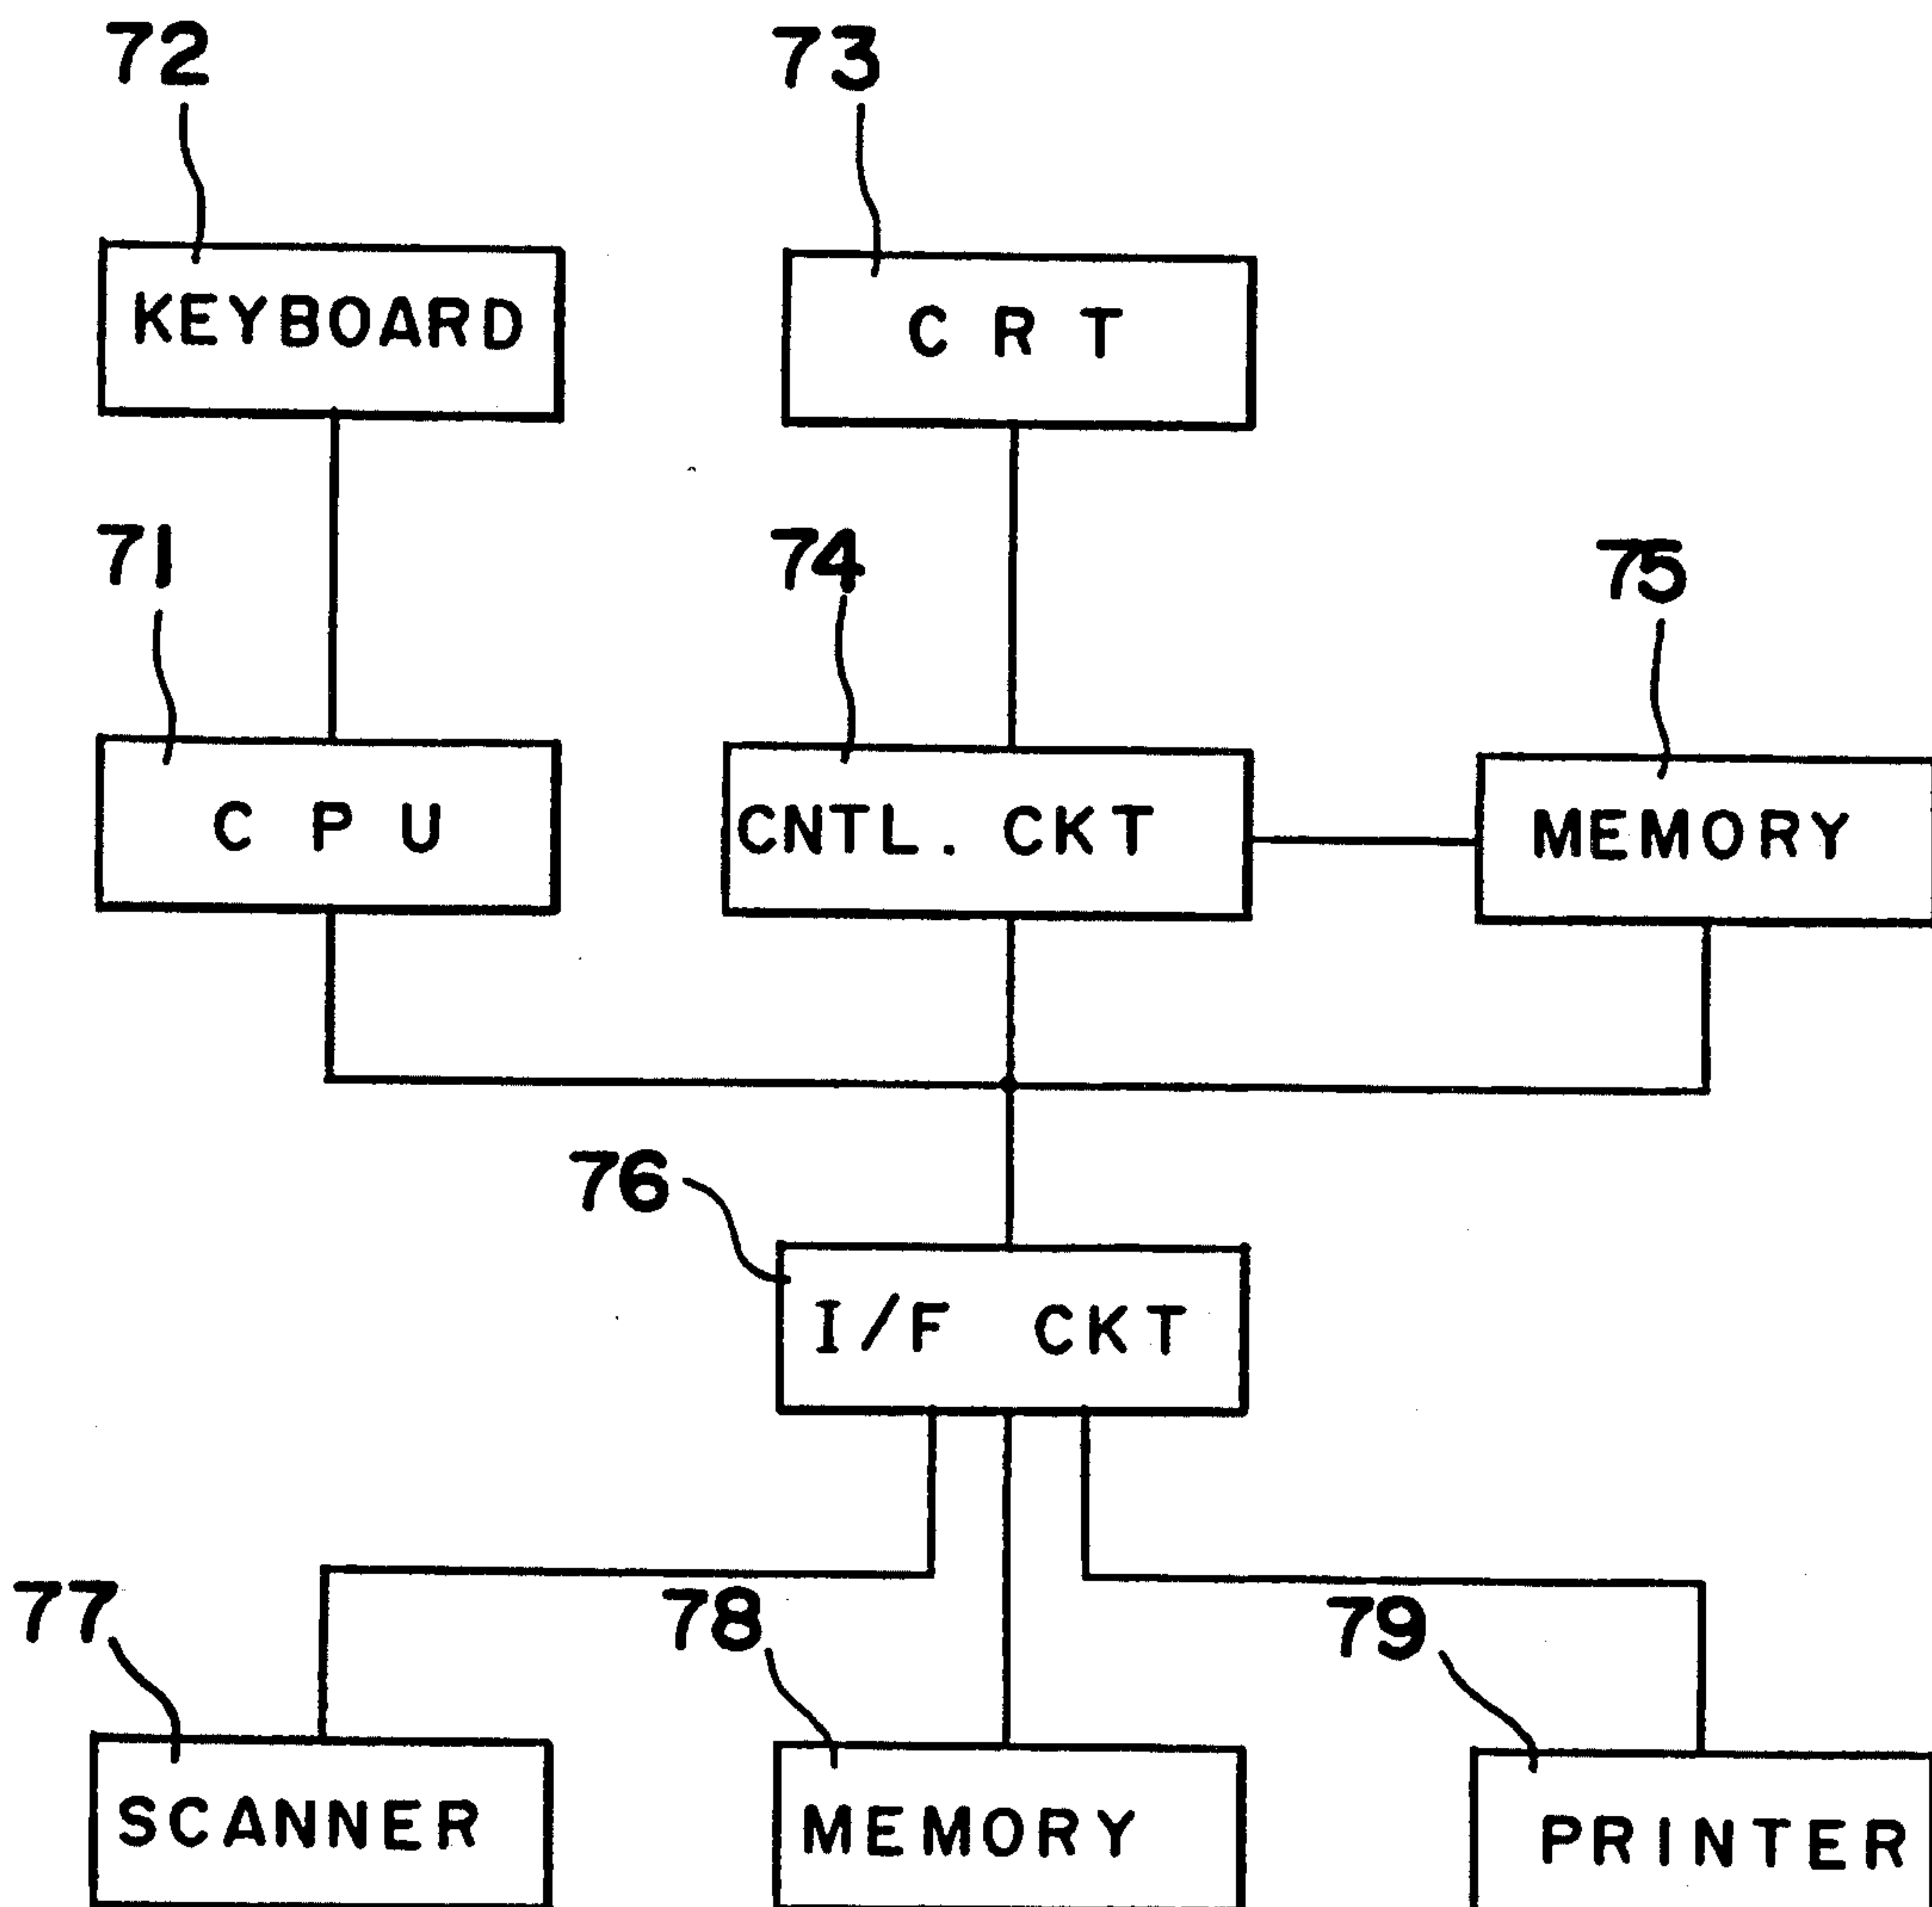 72
73
KEYBOARD
C R T
71
74
75
C P U
CNTL. CKT
MEMORY
76
I/F CKT
77
78
79
SCANNER
MEMORY
PRINTER